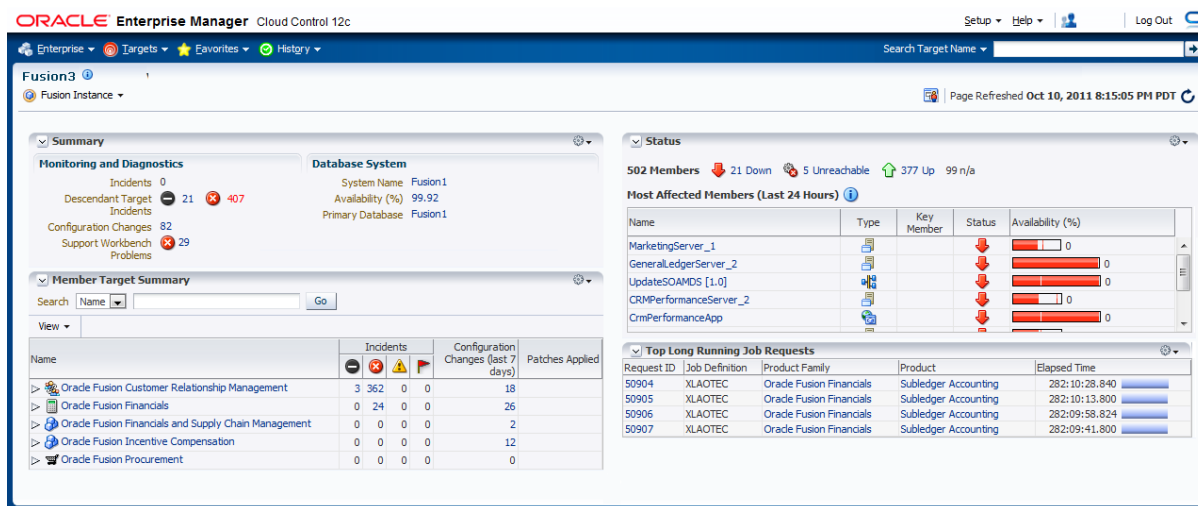 ORACLE Enterprise Manager Cloud Control 12c
Setup Help Log Out
Enterprise Targets Favorites History Search Target Name
Fusion3
Fusion Instance Page Refreshed Oct 10, 2011 8:15:05 PM PDT
Summary
Monitoring and Diagnostics
Incidents 0
Descendant Target Incidents 21 407
Configuration Changes 82
Support Workbench Problems 29
Database System
System Name Fusion1
Availability (%) 99.92
Primary Database Fusion1
Member Target Summary
Search Name Go
View
Name Incidents Configuration Changes (last 7 days) Patches Applied
Oracle Fusion Customer Relationship Management 3 362 0 0 18
Oracle Fusion Financials 0 24 0 0 26
Oracle Fusion Financials and Supply Chain Management 0 0 0 0 2
Oracle Fusion Incentive Compensation 0 0 0 0 12
Oracle Fusion Procurement 0 0 0 0 0
Status
502 Members 21 Down 5 Unreachable 377 Up 99 n/a
Most Affected Members (Last 24 Hours)
Name Type Key Member Status Availability (%)
MarketingServer_1 0
GeneralLedgerServer_2 0
UpdateSOAMDS [1.0] 0
CRMPerformanceServer_2 0
CrmPerformanceApp 0
Top Long Running Job Requests
Request ID Job Definition Product Family Product Elapsed Time
50904 XLAOTEC Oracle Fusion Financials Subledger Accounting 282:10:28.840
50905 XLAOTEC Oracle Fusion Financials Subledger Accounting 282:10:13.800
50906 XLAOTEC Oracle Fusion Financials Subledger Accounting 282:09:58.824
50907 XLAOTEC Oracle Fusion Financials Subledger Accounting 282:09:41.800